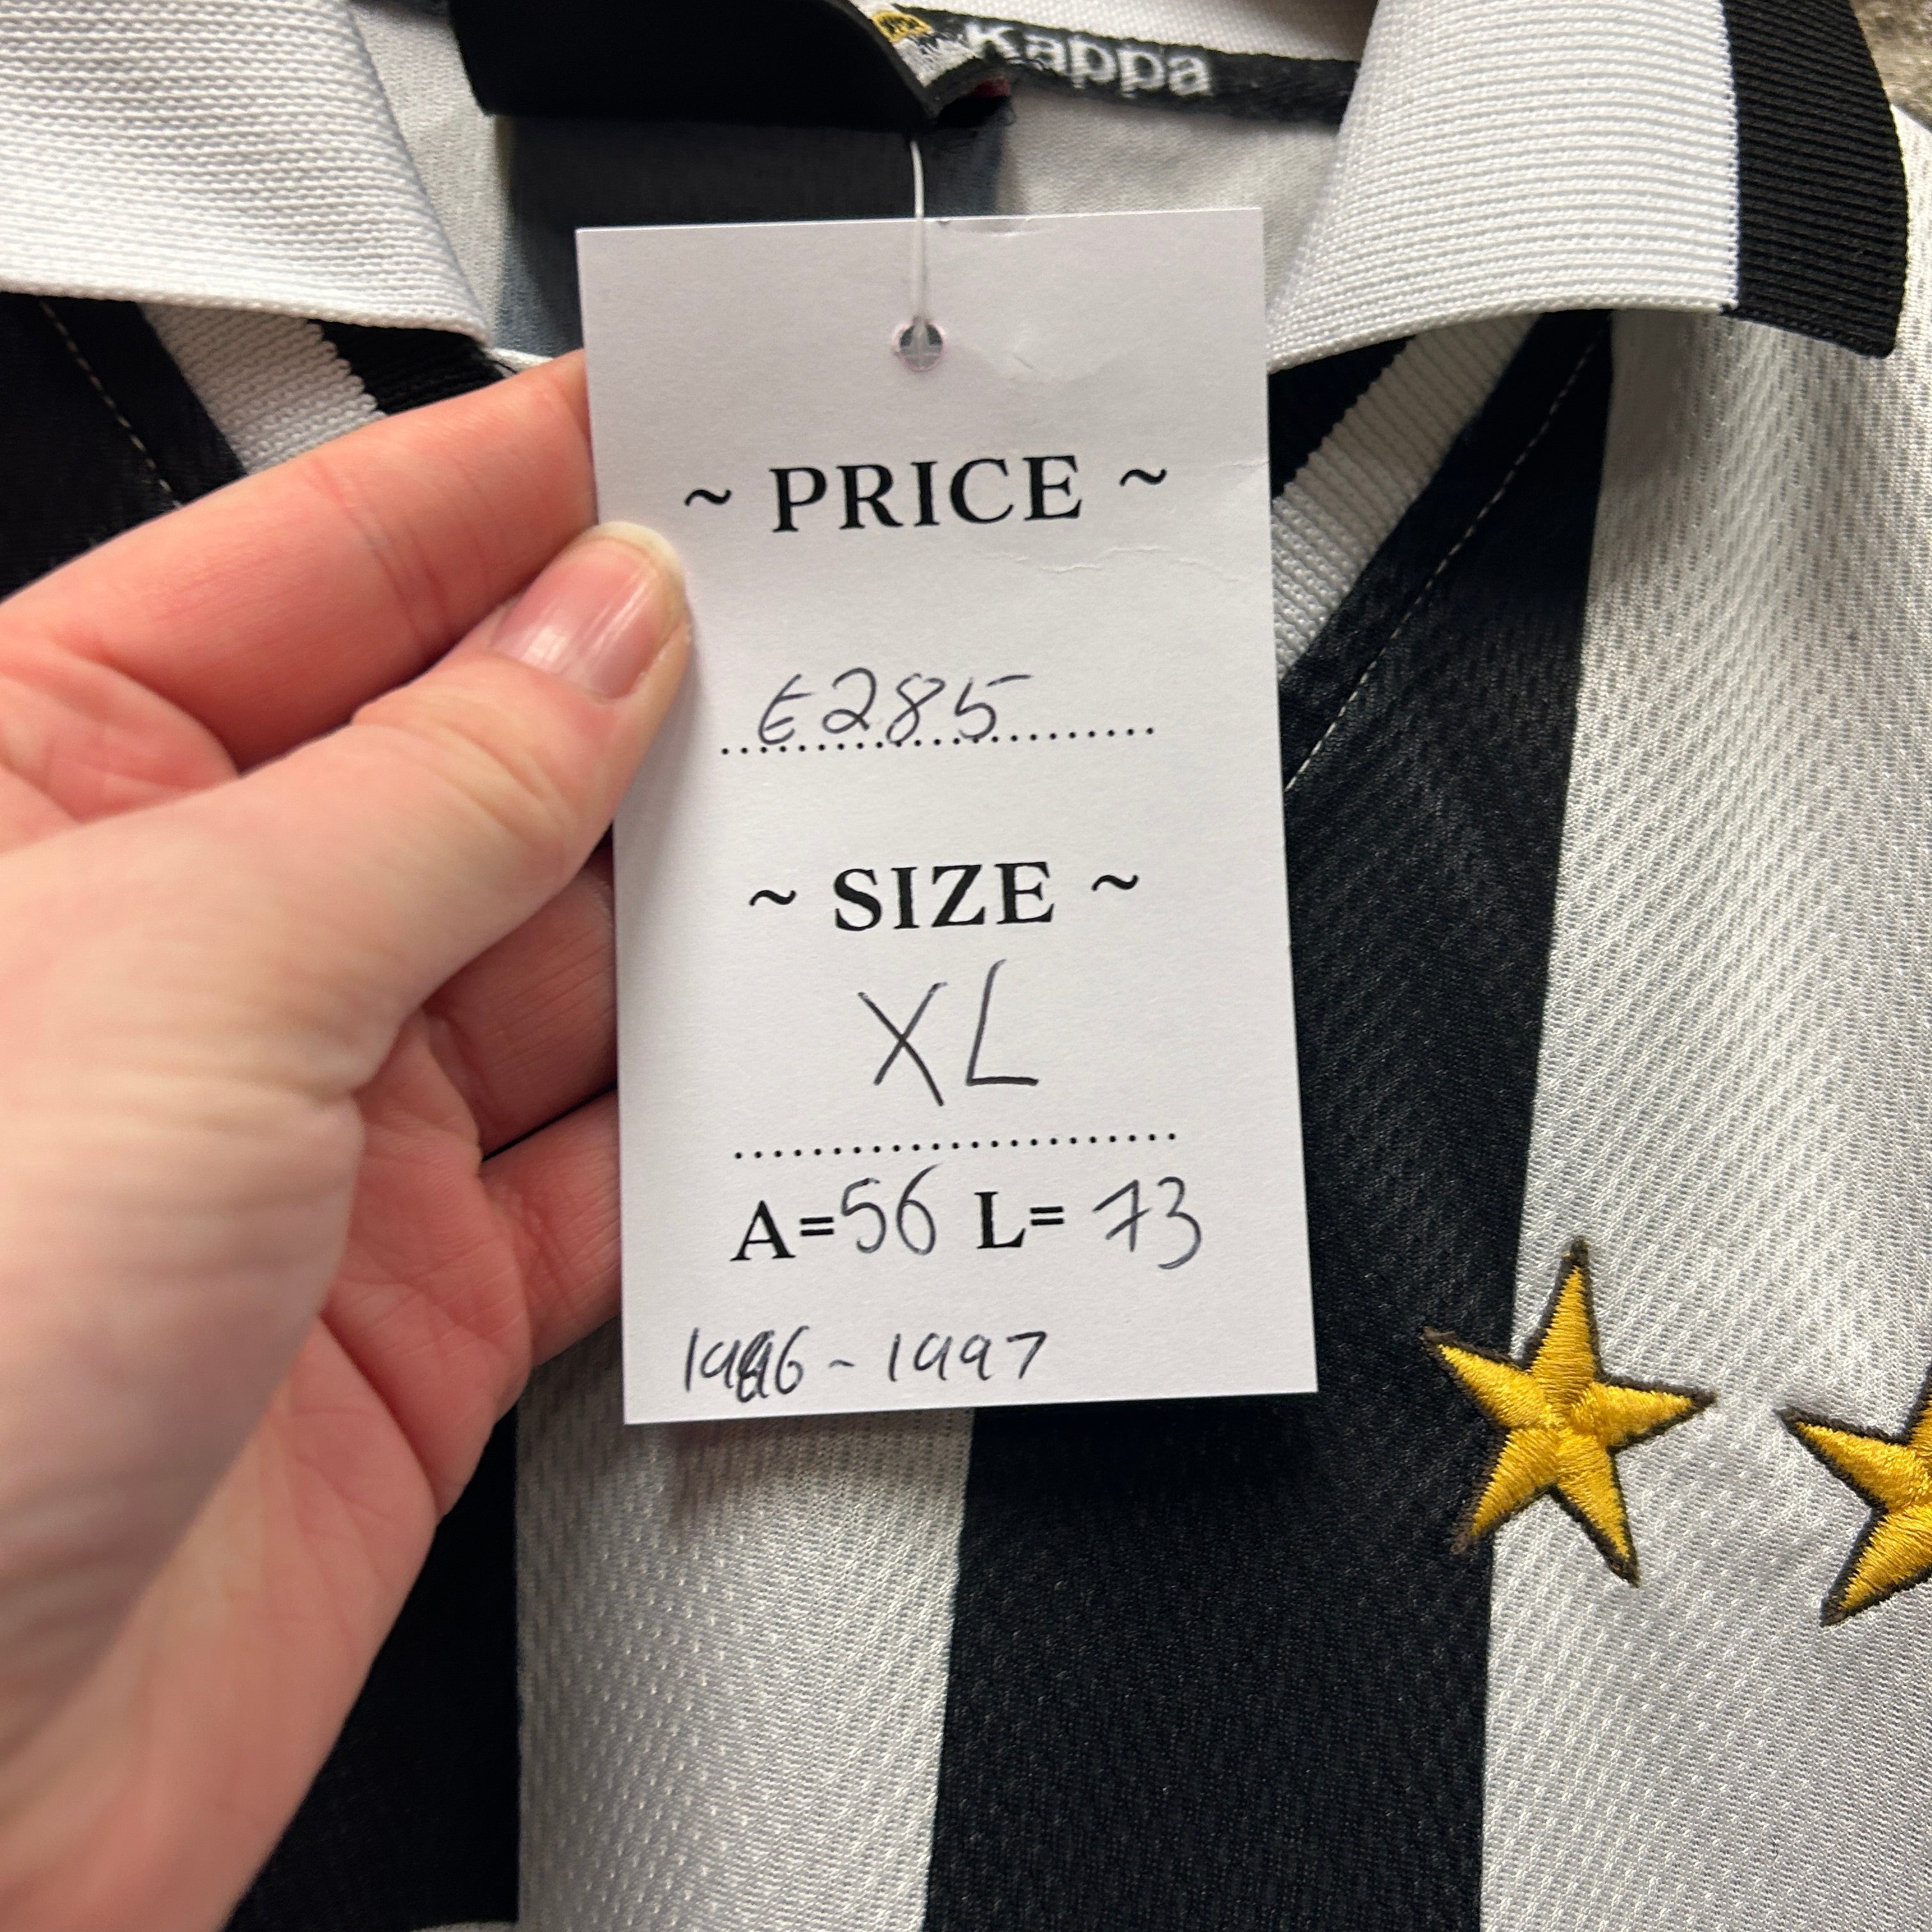 Kappa
~ PRICE ~
€285
~ SIZE ~
XL
A=56 L= 73
1996 - 1997